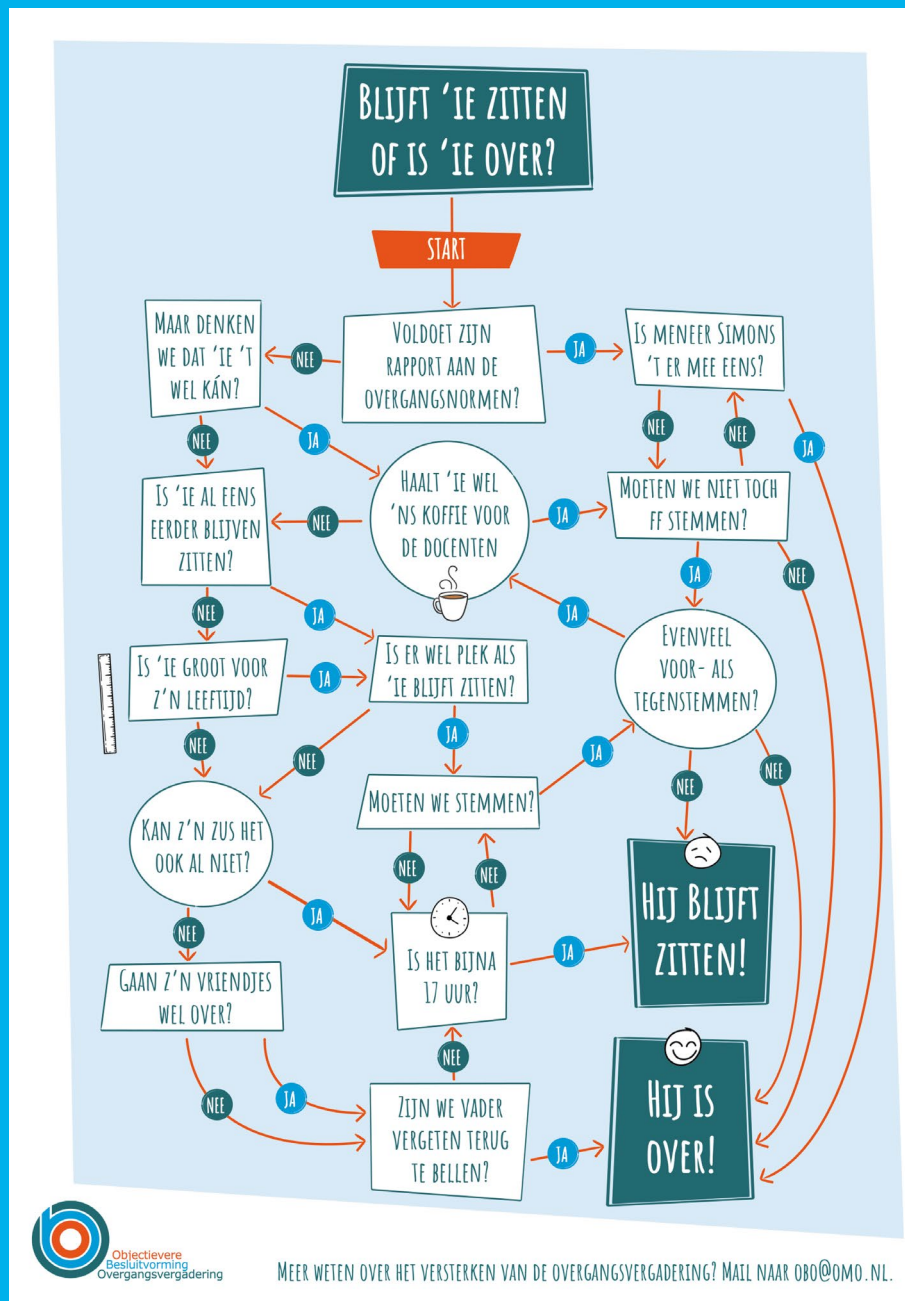 BLIJFT 'IE ZITTEN
OF IS 'IE OVER?
START
MAAR DENKEN
WE DAT 'IE 'T
WEL KÁN?
NEE
VOLDOET ZIJN
RAPPORT AAN DE
OVERGANGSNORMEN?
JA
IS MENEER SIMONS
'T ER MEE EENS?
NEE
JA
NEE
NEE
JA
IS 'IE AL EENS
EERDER BLIJVEN
ZITTEN?
NEE
HAALT 'IE WEL
'NS KOFFIE VOOR
DE DOCENTEN
JA
MOETEN WE NIET TOCH
FF STEMMEN?
NEE
JA
JA
JA
NEE
IS 'IE GROOT VOOR
Z'N LEEFTIJD?
JA
IS ER WEL PLEK ALS
'IE BLIJFT ZITTEN?
EVENVEEL
VOOR- ALS
TEGENSTEMMEN?
NEE
NEE
JA
JA
NEE
NEE
KAN Z'N ZUS HET
OOK AL NIET?
MOETEN WE STEMMEN?
NEE
JA
NEE
NEE
HIJ BLIJFT
ZITTEN!
GAAN Z'N VRIENDJES
WEL OVER?
IS HET BIJNA
17 UUR?
JA
NEE
JA
NEE
ZIJN WE VADER
VERGETEN TERUG
TE BELLEN?
JA
HIJ IS
OVER!
Objectievere
Besluitvorming
Overgangsvergadering
MEER WETEN OVER HET VERSTERKEN VAN DE OVERGANGSVERGADERING? MAIL NAAR OBO@OMO.NL.